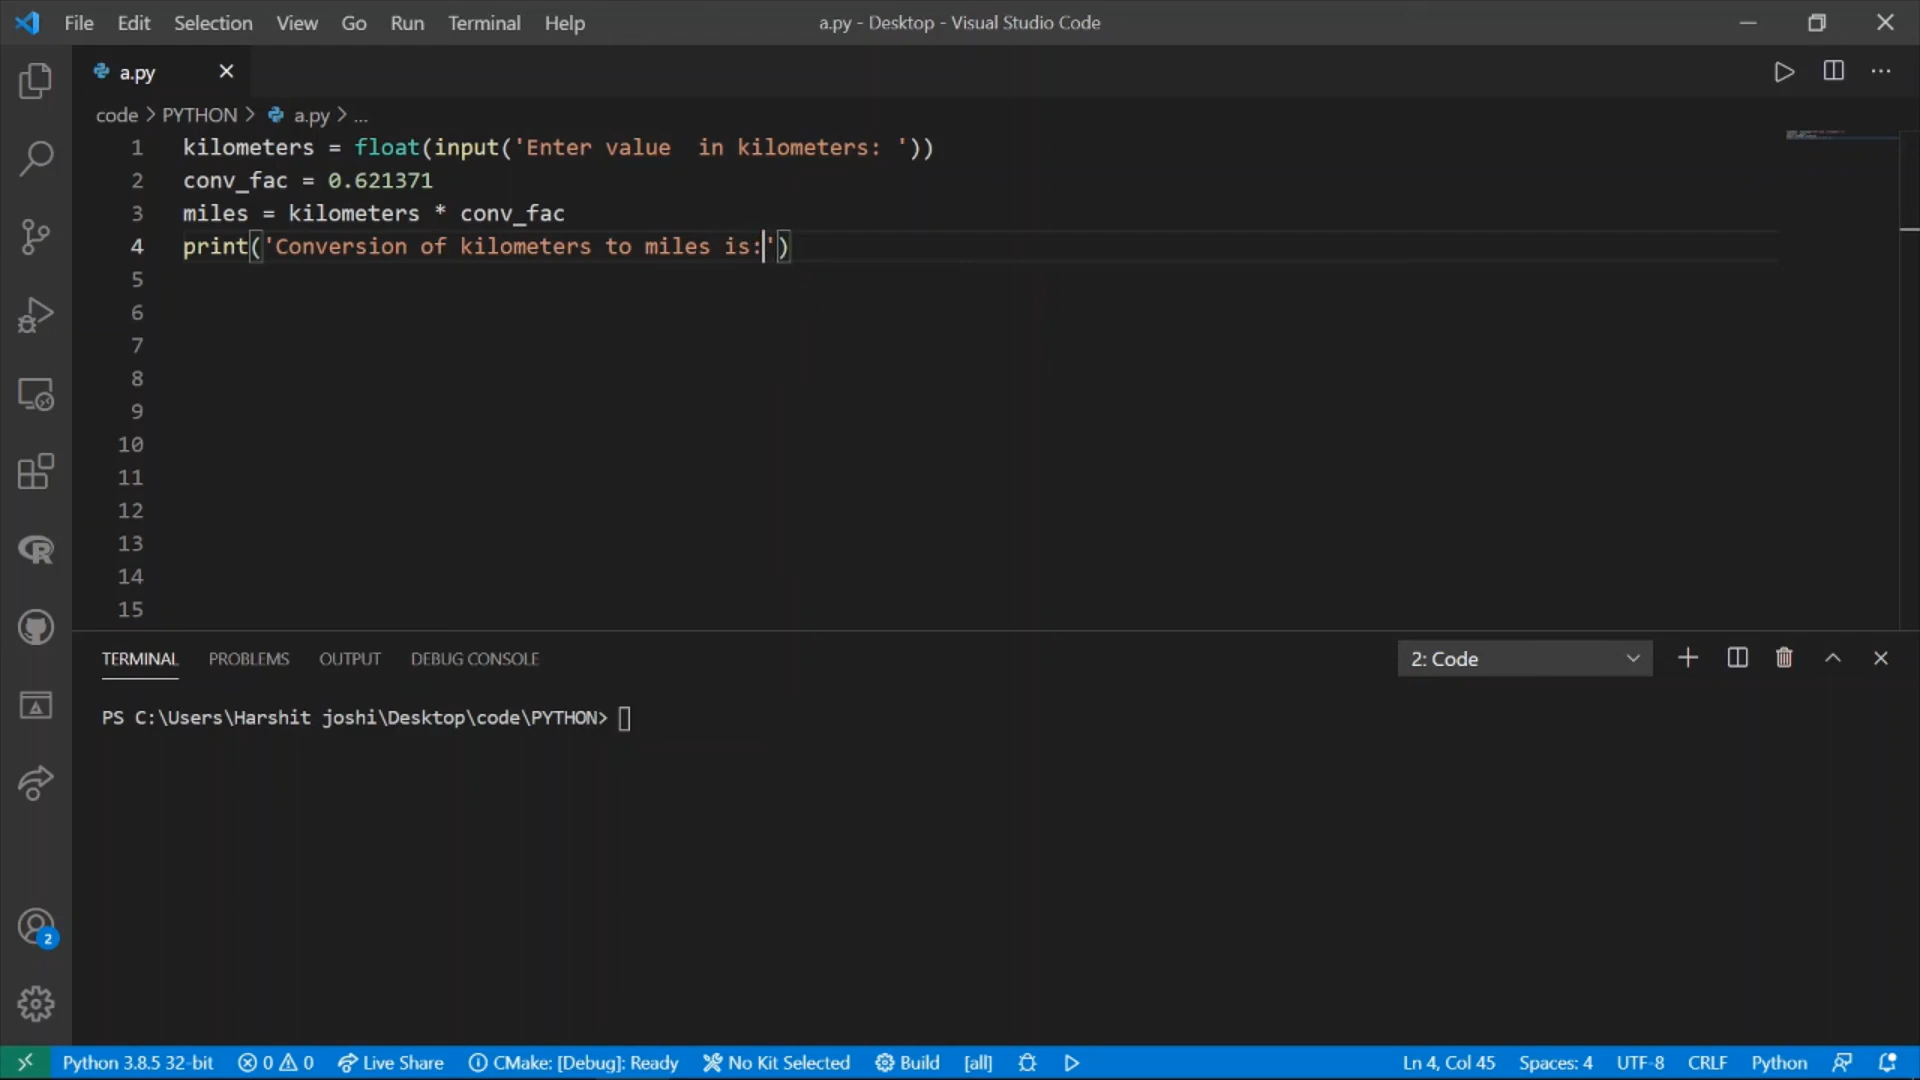 File Edit Selection View Go Run Terminal Help a.py - Desktop - Visual Studio Code
a.py
code > PYTHON > a.py > ...
1 kilometers = float(input('Enter value  in kilometers: '))
2 conv_fac = 0.621371
3 miles = kilometers * conv_fac
4 print('Conversion of kilometers to miles is:')
5
6
7
8
9
10
11
12
13
14
15
TERMINAL PROBLEMS OUTPUT DEBUG CONSOLE 2: Code
PS C:\Users\Harshit joshi\Desktop\code\PYTHON>
2
Python 3.8.5 32-bit 0 0 Live Share CMake: [Debug]: Ready No Kit Selected Build [all] Ln 4, Col 45 Spaces: 4 UTF-8 CRLF Python